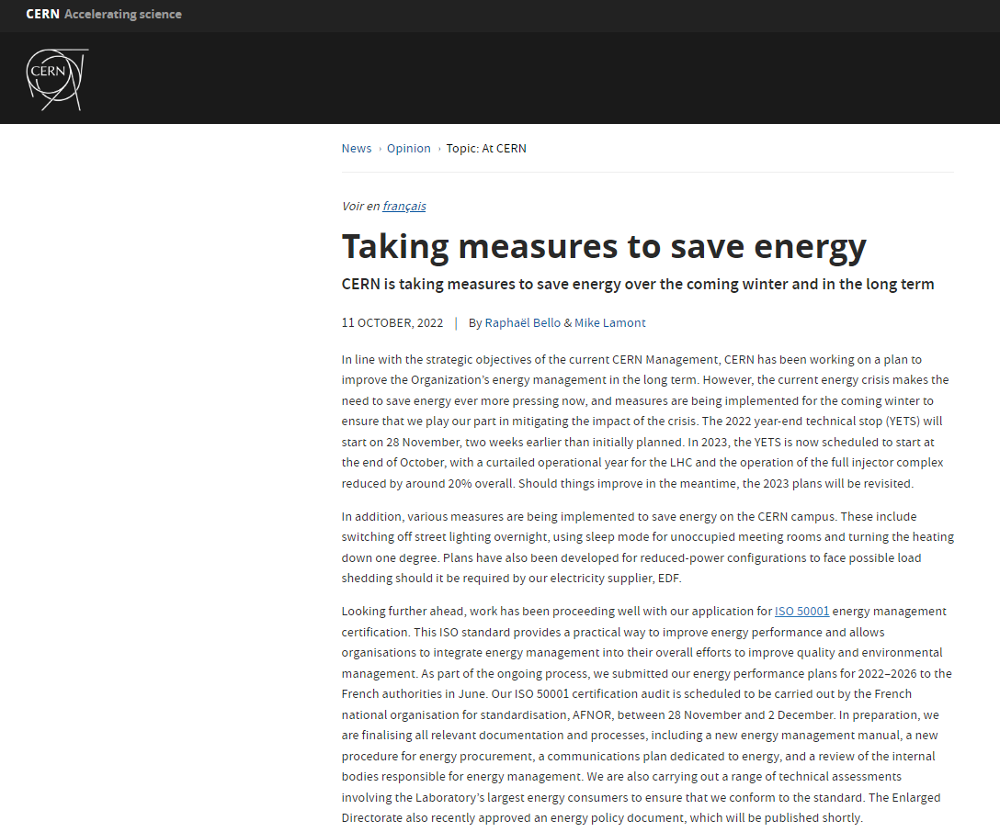 CERN Accelerating science
CERN
News › Opinion › Topic: At CERN
Voir en français
Taking measures to save energy
CERN is taking measures to save energy over the coming winter and in the long term
11 OCTOBER, 2022 | By Raphaël Bello & Mike Lamont
In line with the strategic objectives of the current CERN Management, CERN has been working on a plan to
improve the Organization's energy management in the long term. However, the current energy crisis makes the
need to save energy ever more pressing now, and measures are being implemented for the coming winter to
ensure that we play our part in mitigating the impact of the crisis. The 2022 year-end technical stop (YETS) will
start on 28 November, two weeks earlier than initially planned. In 2023, the YETS is now scheduled to start at
the end of October, with a curtailed operational year for the LHC and the operation of the full injector complex
reduced by around 20% overall. Should things improve in the meantime, the 2023 plans will be revisited.
In addition, various measures are being implemented to save energy on the CERN campus. These include
switching off street lighting overnight, using sleep mode for unoccupied meeting rooms and turning the heating
down one degree. Plans have also been developed for reduced-power configurations to face possible load
shedding should it be required by our electricity supplier, EDF.
Looking further ahead, work has been proceeding well with our application for ISO 50001 energy management
certification. This ISO standard provides a practical way to improve energy performance and allows
organisations to integrate energy management into their overall efforts to improve quality and environmental
management. As part of the ongoing process, we submitted our energy performance plans for 2022–2026 to the
French authorities in June. Our ISO 50001 certification audit is scheduled to be carried out by the French
national organisation for standardisation, AFNOR, between 28 November and 2 December. In preparation, we
are finalising all relevant documentation and processes, including a new energy management manual, a new
procedure for energy procurement, a communications plan dedicated to energy, and a review of the internal
bodies responsible for energy management. We are also carrying out a range of technical assessments
involving the Laboratory's largest energy consumers to ensure that we conform to the standard. The Enlarged
Directorate also recently approved an energy policy document, which will be published shortly.